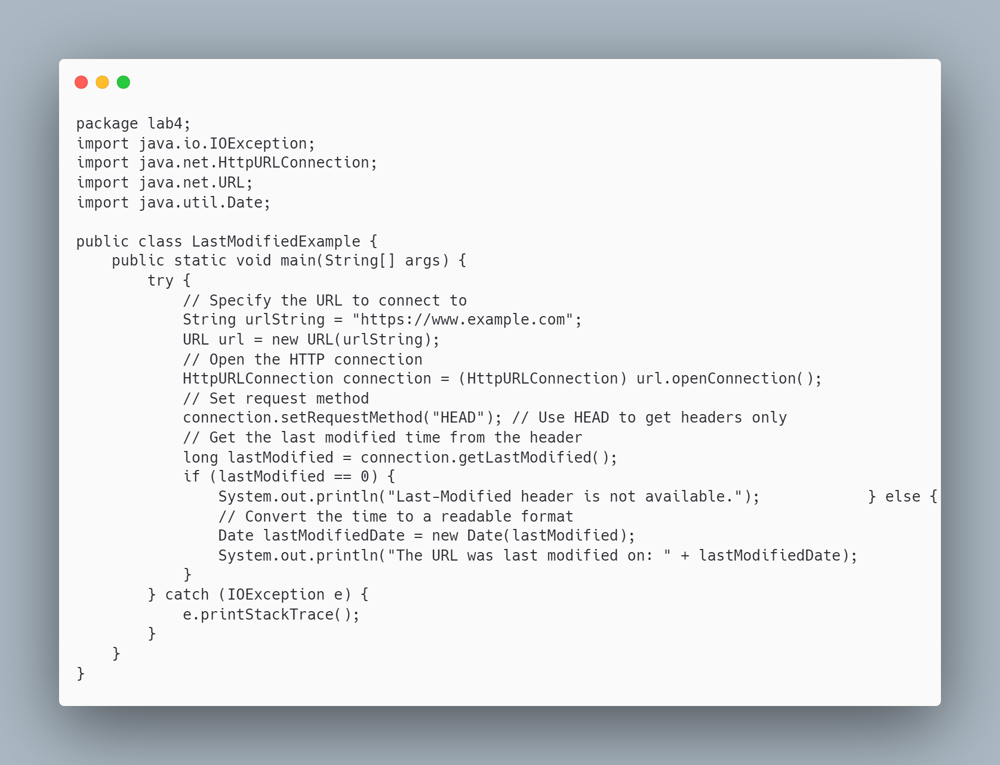 package lab4;
import java.io.IOException;
import java.net.HttpURLConnection;
import java.net.URL;
import java.util.Date;

public class LastModifiedExample {
    public static void main(String[] args) {
        try {
            // Specify the URL to connect to
            String urlString = "https://www.example.com";
            URL url = new URL(urlString);
            // Open the HTTP connection
            HttpURLConnection connection = (HttpURLConnection) url.openConnection();
            // Set request method
            connection.setRequestMethod("HEAD"); // Use HEAD to get headers only
            // Get the last modified time from the header
            long lastModified = connection.getLastModified();
            if (lastModified == 0) {
                System.out.println("Last-Modified header is not available.");            } else {
                // Convert the time to a readable format
                Date lastModifiedDate = new Date(lastModified);
                System.out.println("The URL was last modified on: " + lastModifiedDate);
            }
        } catch (IOException e) {
            e.printStackTrace();
        }
    }
}